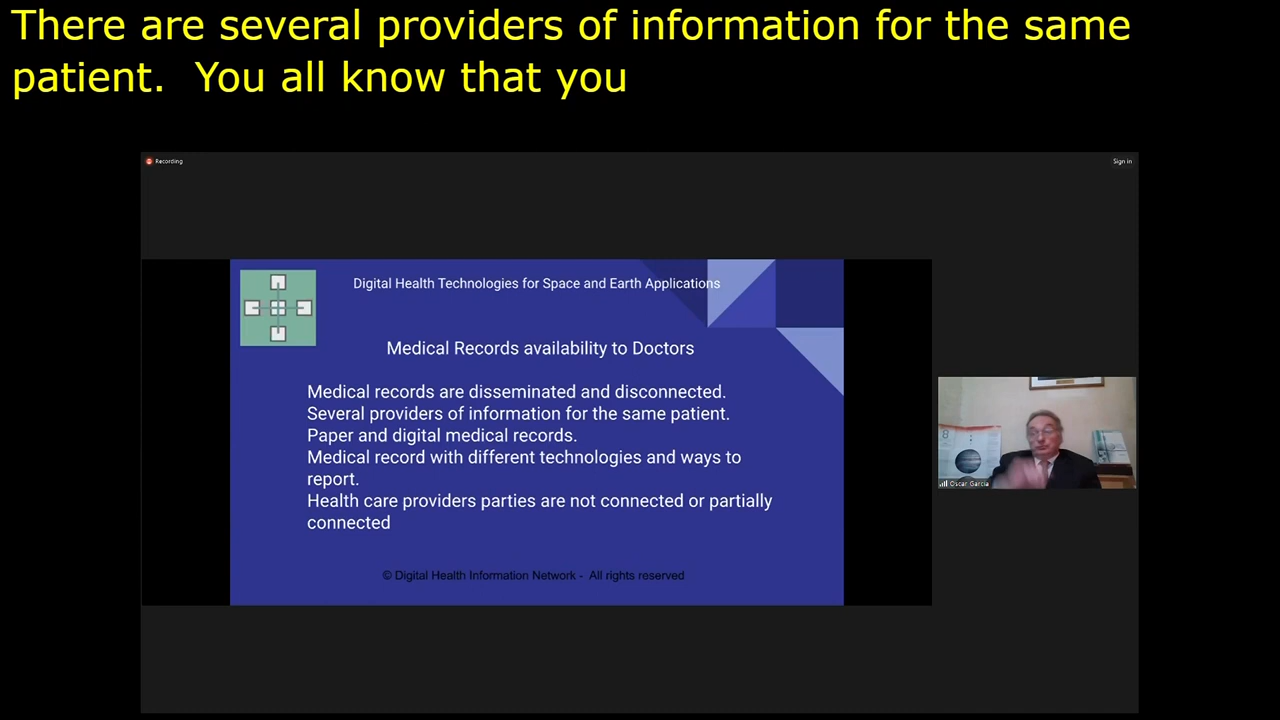 There are several providers of information for the same
patient.  You all know that you
Recording
Sign in
Digital Health Technologies for Space and Earth Applications
Medical Records availability to Doctors
Medical records are disseminated and disconnected.
Several providers of information for the same patient.
Paper and digital medical records.
Medical record with different technologies and ways to
report.
Health care providers parties are not connected or partially
connected
© Digital Health Information Network -  All rights reserved
8
Oscar Garcia